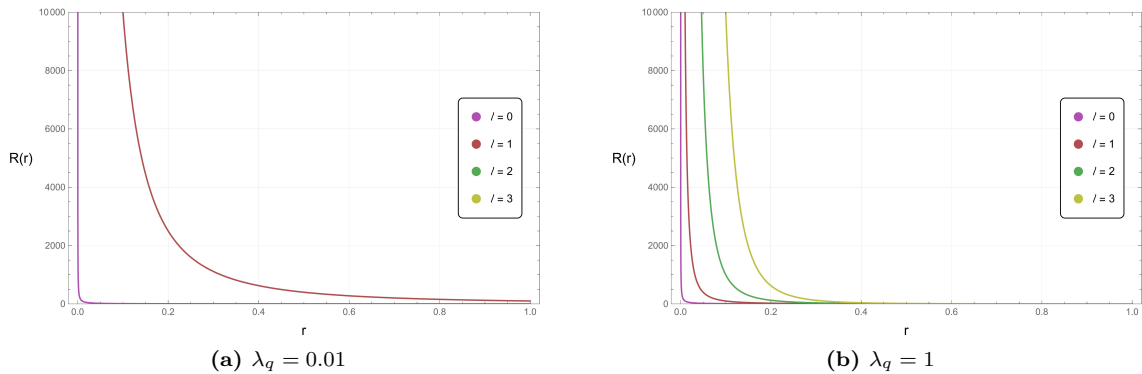 10000
8000
6000
4000
2000
0
R(r)
0.0 0.2 0.4 0.6 0.8 1.0
r
l = 0
l = 1
l = 2
l = 3
(a) λq = 0.01
10000
8000
6000
4000
2000
0
R(r)
0.0 0.2 0.4 0.6 0.8 1.0
r
l = 0
l = 1
l = 2
l = 3
(b) λq = 1